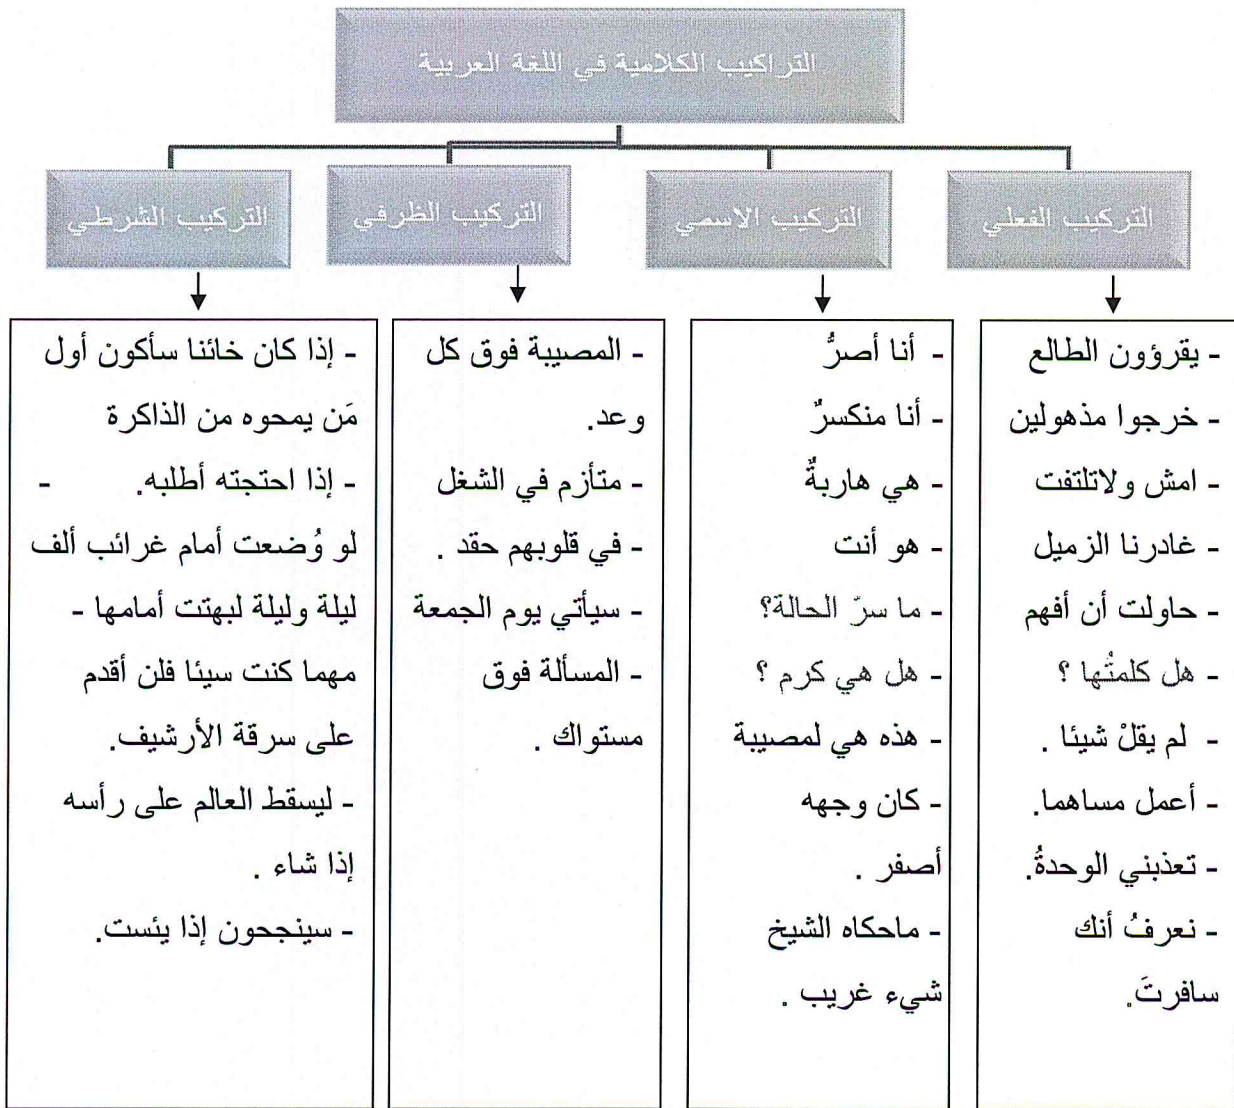 التراكيب الكلامية في اللغة العربية
التركيب الفعلي
التركيب الاسمي
التركيب الظرفي
التركيب الشرطي
- يقرؤون الطالع
- خرجوا مذهولين
- امش ولاتلتفت
- غادرنا الزميل
- حاولت أن أفهم
- هل كلمتُها ؟
- لم يقلْ شيئا .
- أعمل مساهما.
- تعذبني الوحدةُ.
- نعرفُ أنك
سافرتَ.
- أنا أصرُّ
- أنا منكسرٌ
- هي هاربةٌ
- هو أنت
- ما سرّ الحالة؟
- هل هي كرم ؟
- هذه هي لمصيبة
- كان وجهه
أصفر .
- ماحكاه الشيخ
شيء غريب .
- المصيبة فوق كل
وعد.
- متأزم في الشغل
- في قلوبهم حقد .
- سيأتي يوم الجمعة
- المسألة فوق
مستواك .
- إذا كان خائنا سأكون أول
مَن يمحوه من الذاكرة
- إذا احتجته أطلبه. -
لو وُضعت أمام غرائب ألف
ليلة وليلة لبهتت أمامها -
مهما كنت سيئا فلن أقدم
على سرقة الأرشيف.
- ليسقط العالم على رأسه
إذا شاء .
- سينجحون إذا يئست.